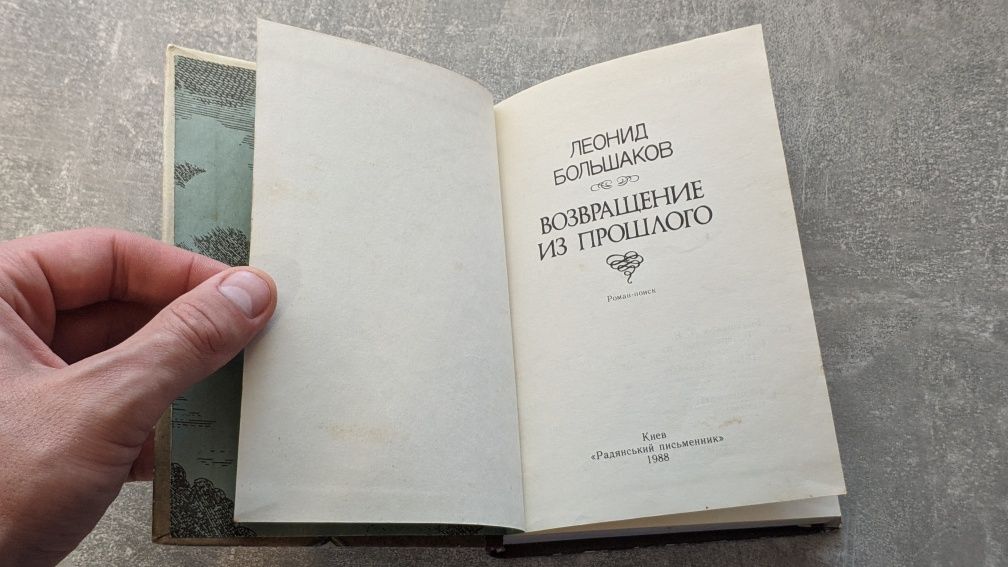 ЛЕОНИД
БОЛЬШАКОВ
ВОЗВРАЩЕНИЕ
ИЗ ПРОШЛОГО
Роман-поиск
Киев
«Радянський письменник»
1988